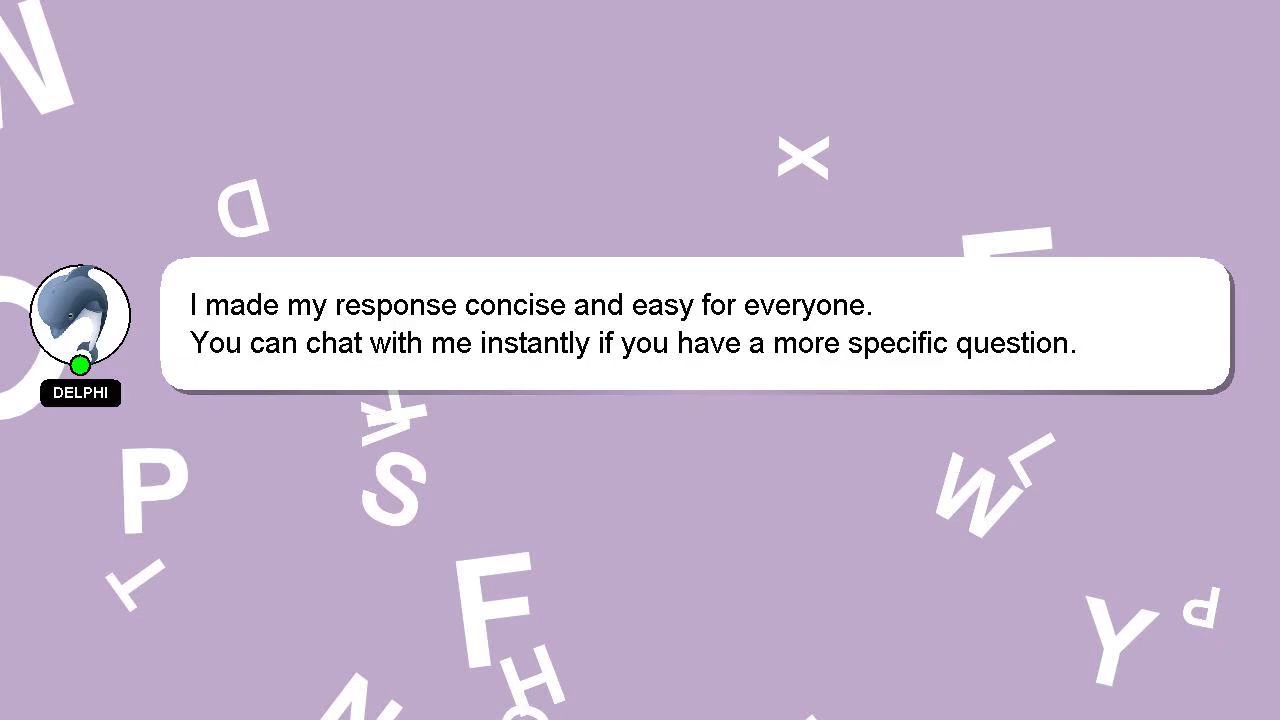 N
D
X
I made my response concise and easy for everyone.
You can chat with me instantly if you have a more specific question.
DELPHI
P
S
L
W
T
F
Y
P
H
N